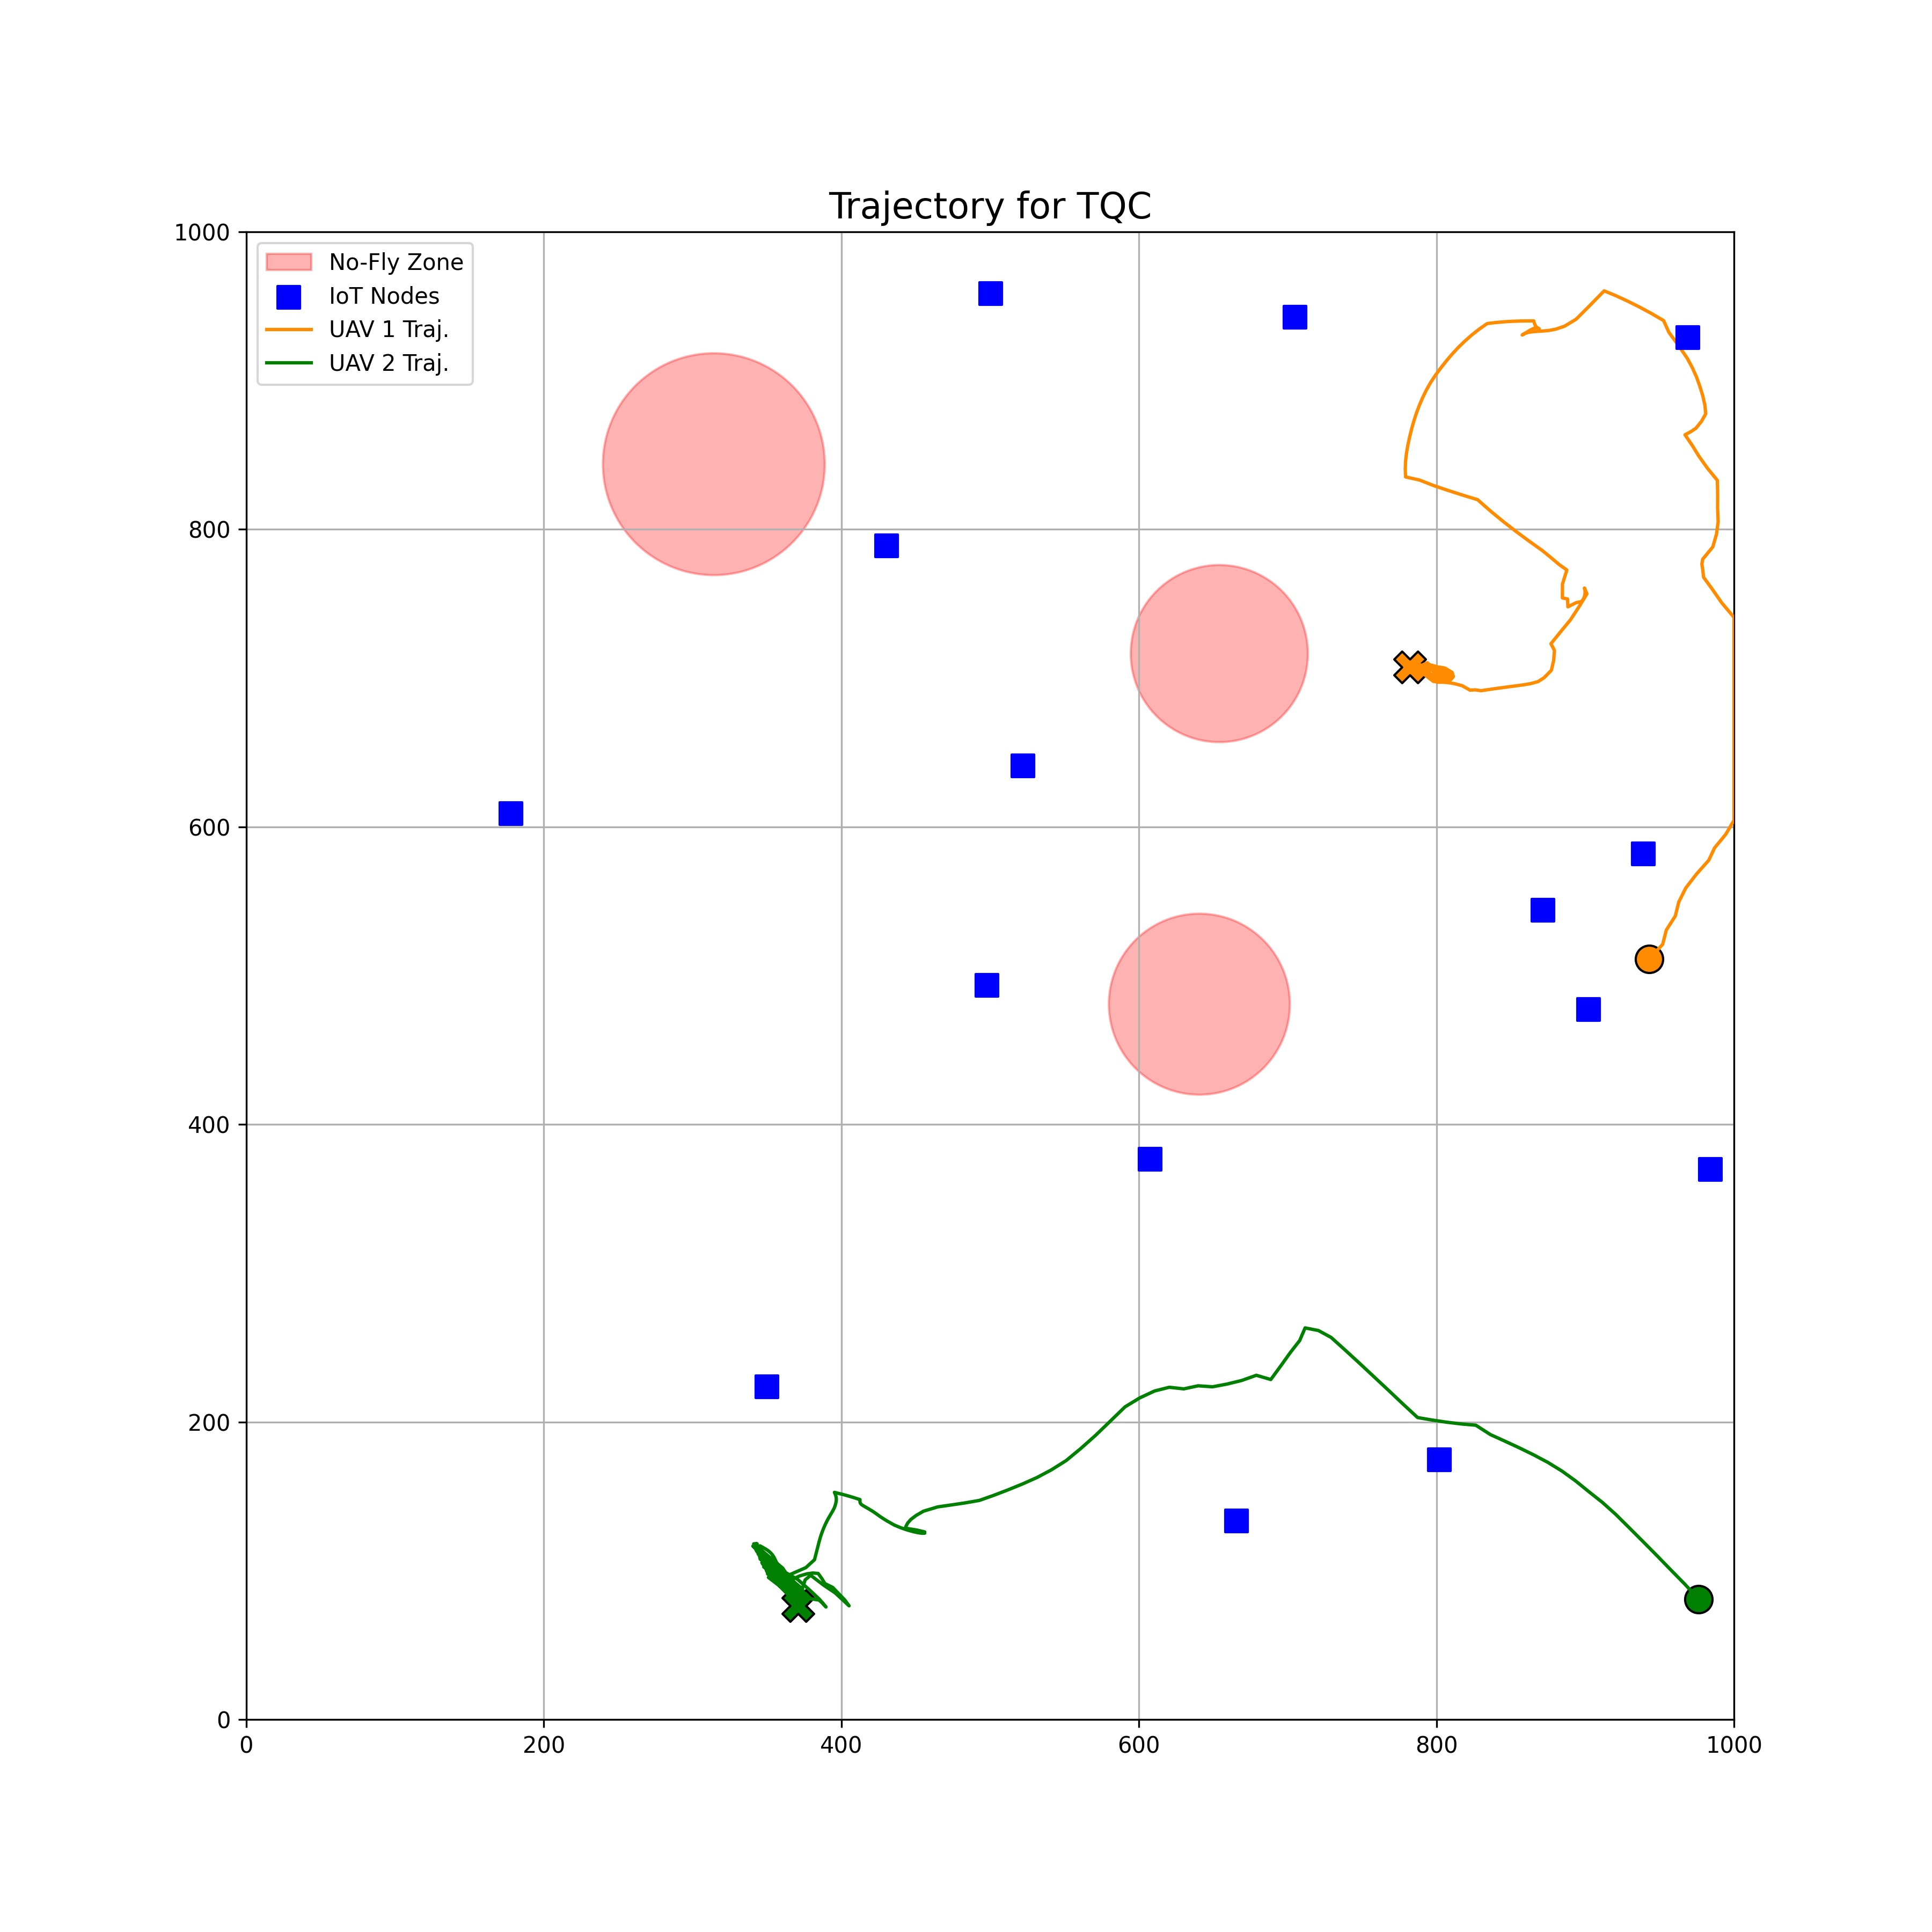 Trajectory for TQC
1000
800
600
400
200
0
No-Fly Zone
IoT Nodes
UAV 1 Traj.
UAV 2 Traj.
0 200 400 600 800 1000